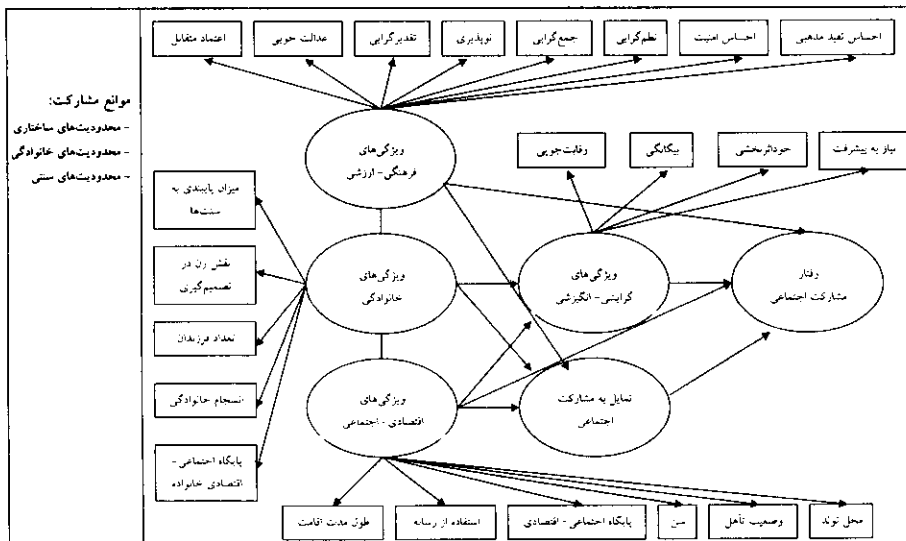 موانع مشارکت:
- محدودیت‌های ساختاری
- محدودیت‌های خانوادگی
- محدودیت‌های سنتی
احساس تعهد مذهبی
احساس امنیت
نظم‌گرایی
جمع‌گرایی
نوپذیری
تقدیرگرایی
عدالت جویی
اعتماد متقابل
ویژگی‌های
فرهنگی - ارزشی
نیاز به پیشرفت
خوداثربخشی
بیگانگی
رقابت‌جویی
میزان پایبندی به
سنت‌ها
نقش زن در
تصمیم‌گیری
تعداد فرزندان
انسجام خانوادگی
پایگاه اجتماعی -
اقتصادی خانواده
ویژگی‌های
خانوادگی
ویژگی‌های
گرایشی - انگیزشی
رفتار
مشارکت اجتماعی
ویژگی‌های
اقتصادی - اجتماعی
تمایل به مشارکت
اجتماعی
محل تولد
وضعیت تأهل
سن
پایگاه اجتماعی - اقتصادی
استفاده از رسانه
طول مدت اقامت